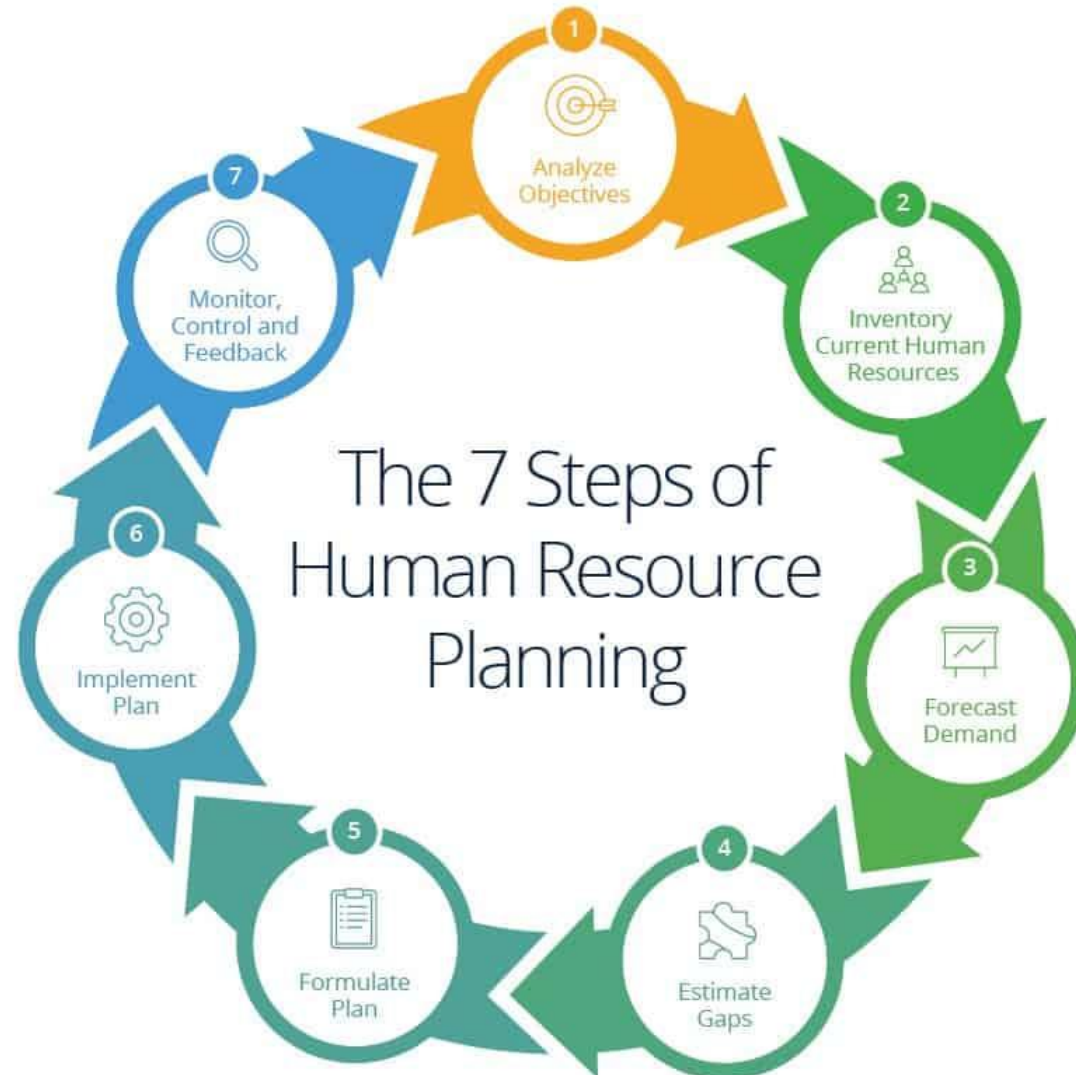 1
Analyze
Objectives
2
Inventory
Current Human
Resources
3
Forecast
Demand
4
Estimate
Gaps
5
Formulate
Plan
6
Implement
Plan
7
Monitor,
Control and
Feedback
The 7 Steps of
Human Resource
Planning